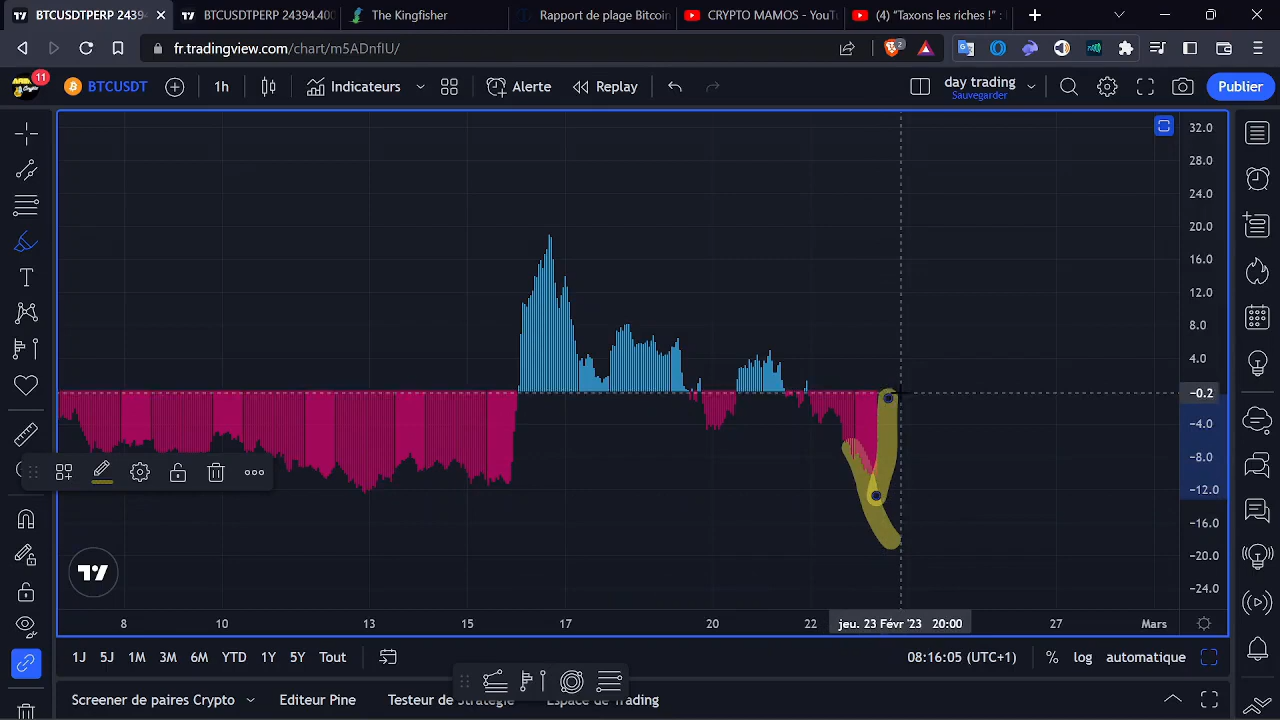 BTCUSDTPERP 2439
BTCUSDTPERP 24394.400
The Kingfisher
Rapport de plage Bitcoin
CRYPTO MAMOS - YouTu
(4) “Taxons les riches !” :
fr.tradingview.com/chart/m5ADnflU/
2
11
BTCUSDT
1h
Indicateurs
Alerte
Replay
day trading
Sauvegarder
Publier
32.0
28.0
24.0
20.0
16.0
12.0
8.0
4.0
−0.2
−4.0
−8.0
−12.0
−16.0
−20.0
−24.0
8
10
13
15
17
20
22
jeu. 23 Févr '23 20:00
27
Mars
1J
5J
1M
3M
6M
YTD
1Y
5Y
Tout
08:16:05 (UTC+1)
%
log
automatique
Screener de paires Crypto
Editeur Pine
Testeur de Stratégie
Espace de Trading